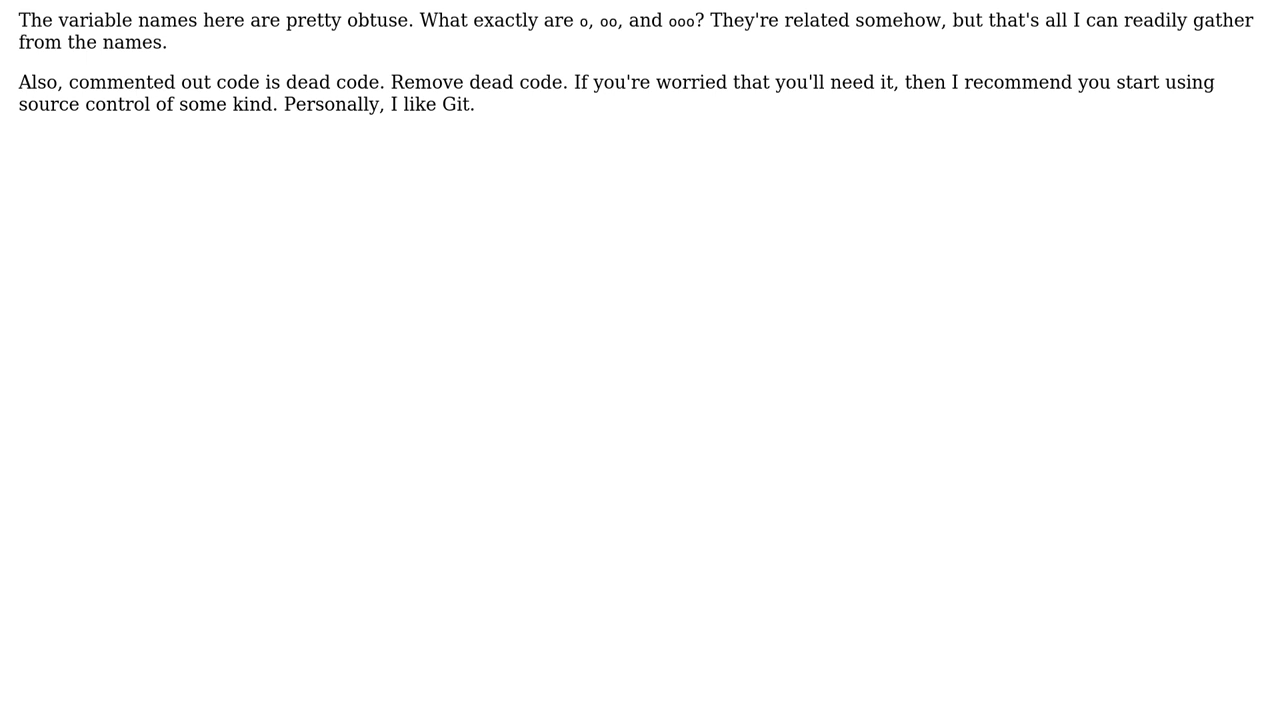 The variable names here are pretty obtuse. What exactly are o, oo, and ooo? They're related somehow, but that's all I can readily gather
from the names.
Also, commented out code is dead code. Remove dead code. If you're worried that you'll need it, then I recommend you start using
source control of some kind. Personally, I like Git.